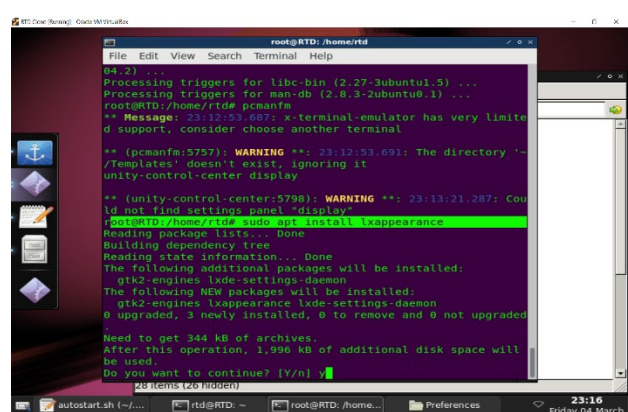 RTD Clone [Running] - Oracle VM VirtualBox
root@RTD: /home/rtd
File Edit View Search Terminal Help
04.2) ...
Processing triggers for libc-bin (2.27-3ubuntu1.5) ...
Processing triggers for man-db (2.8.3-2ubuntu0.1) ...
root@RTD:/home/rtd# pcmanfm
** Message: 23:12:53.687: x-terminal-emulator has very limite
d support, consider choose another terminal
** (pcmanfm:5757): WARNING **: 23:12:53.691: The directory '~
/Templates' doesn't exist, ignoring it
unity-control-center display
** (unity-control-center:5798): WARNING **: 23:13:21.287: Cou
ld not find settings panel "display"
root@RTD:/home/rtd# sudo apt install lxappearance
Reading package lists... Done
Building dependency tree
Reading state information... Done
The following additional packages will be installed:
gtk2-engines lxde-settings-daemon
The following NEW packages will be installed:
gtk2-engines lxappearance lxde-settings-daemon
0 upgraded, 3 newly installed, 0 to remove and 0 not upgraded
.
Need to get 344 kB of archives.
After this operation, 1,996 kB of additional disk space will
be used.
Do you want to continue? [Y/n] y
28 items (26 hidden)
autostart.sh (~/....
rtd@RTD: ~
root@RTD: /home...
Preferences
23:16
Friday 04 March